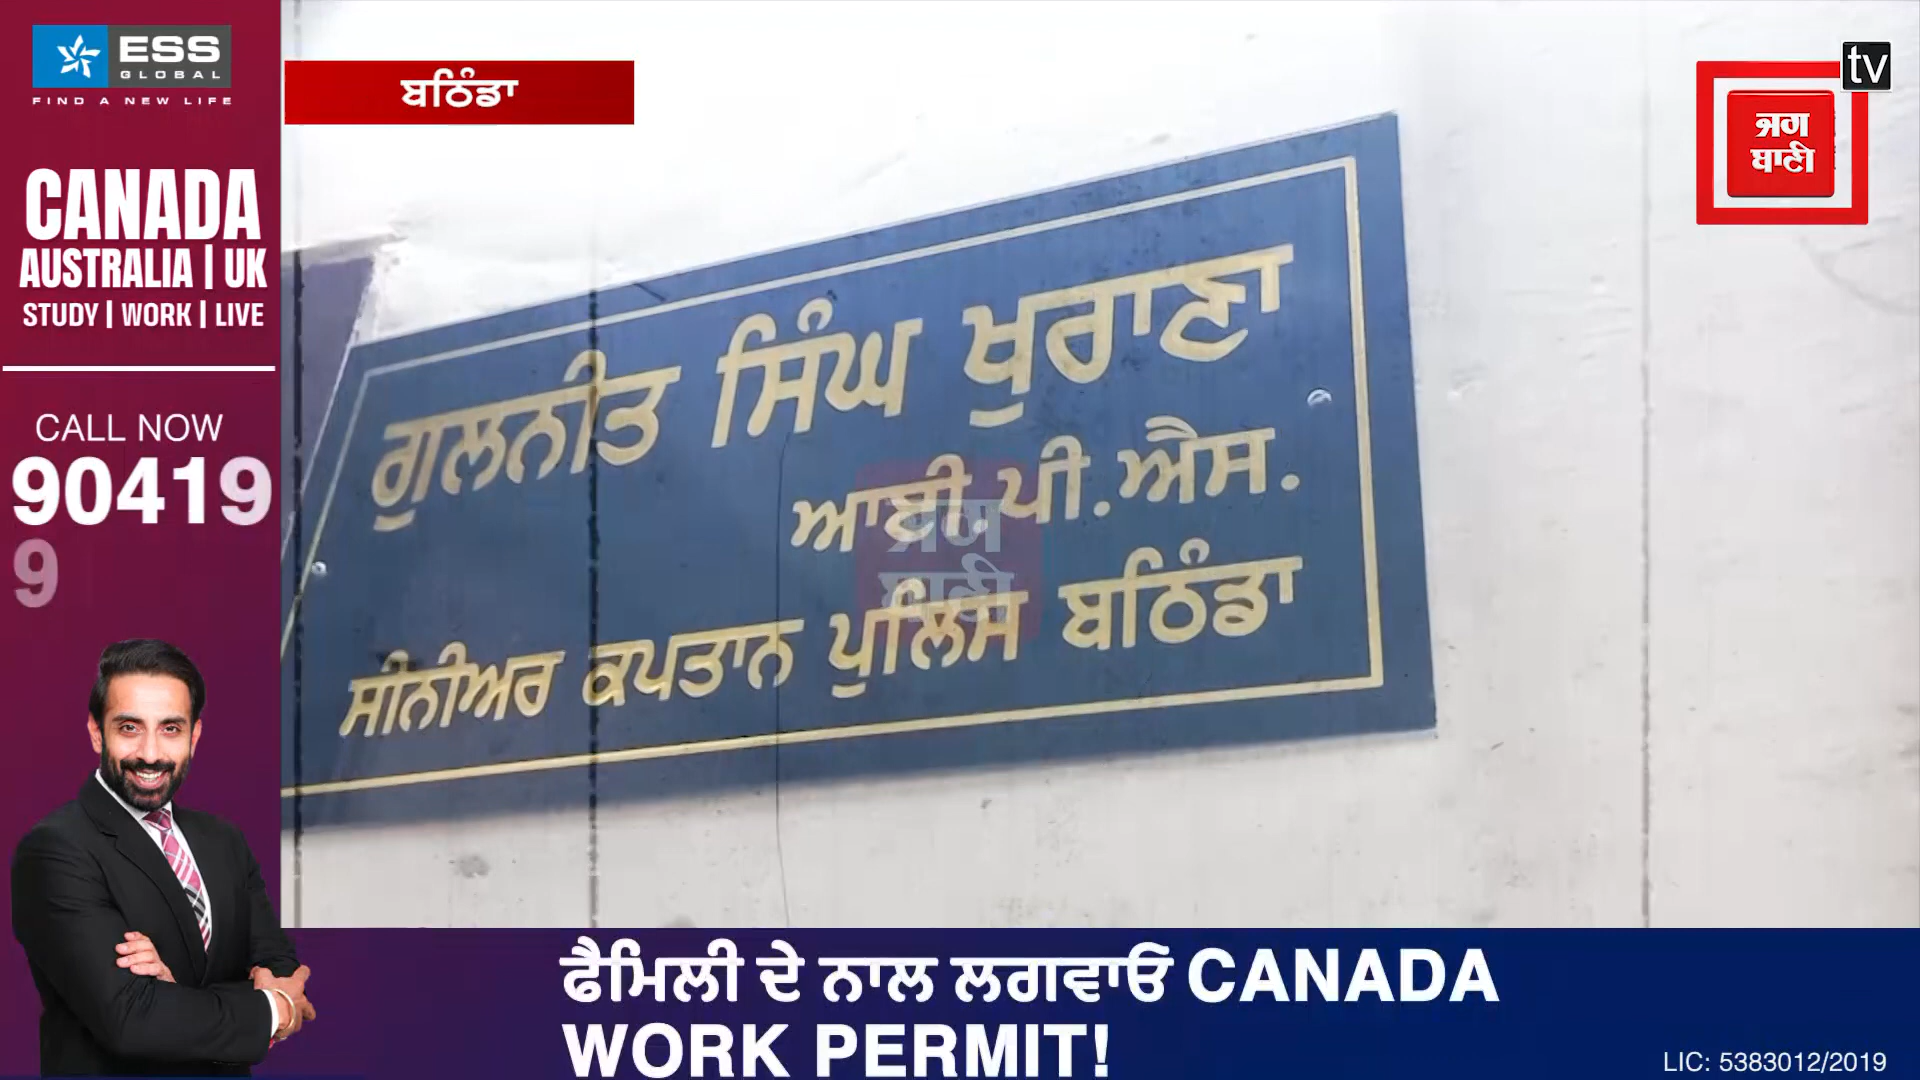 ESS
GLOBAL
FIND A NEW LIFE
CANADA
AUSTRALIA | UK
STUDY | WORK | LIVE
CALL NOW
90419
9
ਬਠਿੰਡਾ
tv
ਜਗ
ਬਾਣੀ
ਗੁਲਨੀਤ ਸਿੰਘ ਖੁਰਾਣਾ
ਆਈ.ਪੀ.ਐਸ.
ਜਗ
ਬਾਣੀ
ਸੀਨੀਅਰ ਕਪਤਾਨ ਪੁਲਿਸ ਬਠਿੰਡਾ
ਫੈਮਿਲੀ ਦੇ ਨਾਲ ਲਗਵਾਓ CANADA
WORK PERMIT!
LIC: 5383012/2019